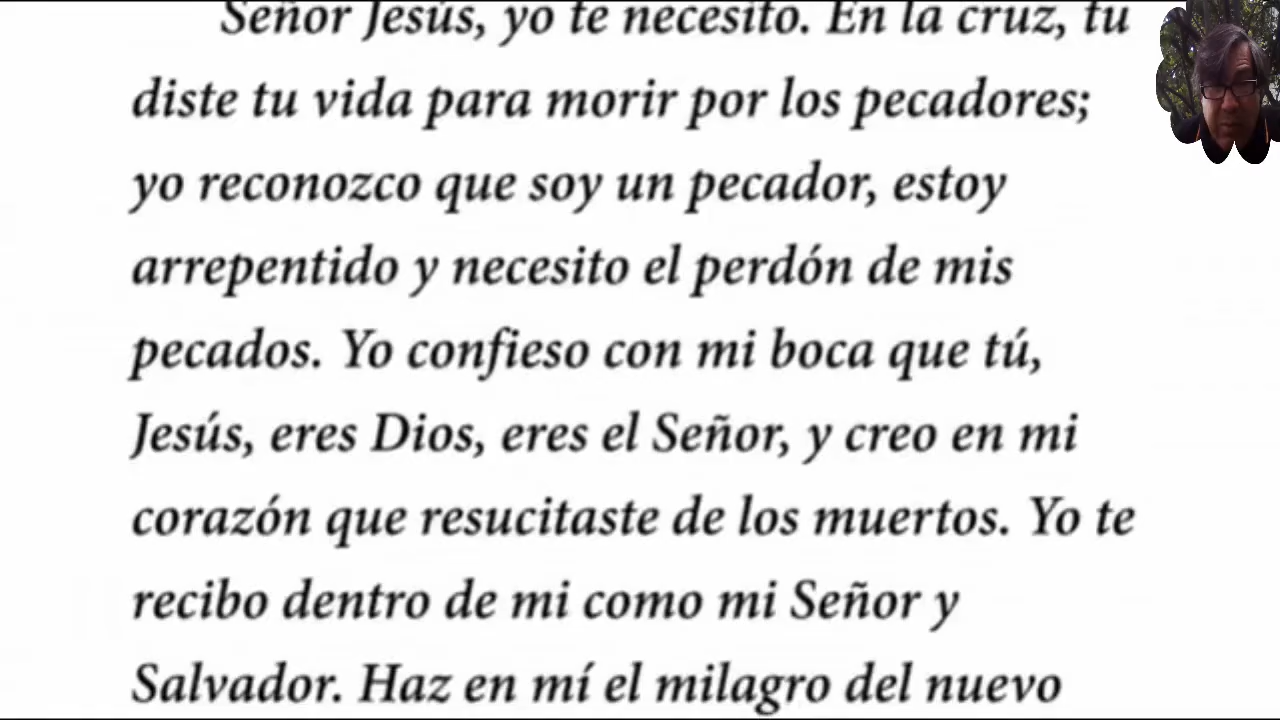 Señor Jesús, yo te necesito. En la cruz, tu
diste tu vida para morir por los pecadores;
yo reconozco que soy un pecador, estoy
arrepentido y necesito el perdón de mis
pecados. Yo confieso con mi boca que tú,
Jesús, eres Dios, eres el Señor, y creo en mi
corazón que resucitaste de los muertos. Yo te
recibo dentro de mi como mi Señor y
Salvador. Haz en mí el milagro del nuevo